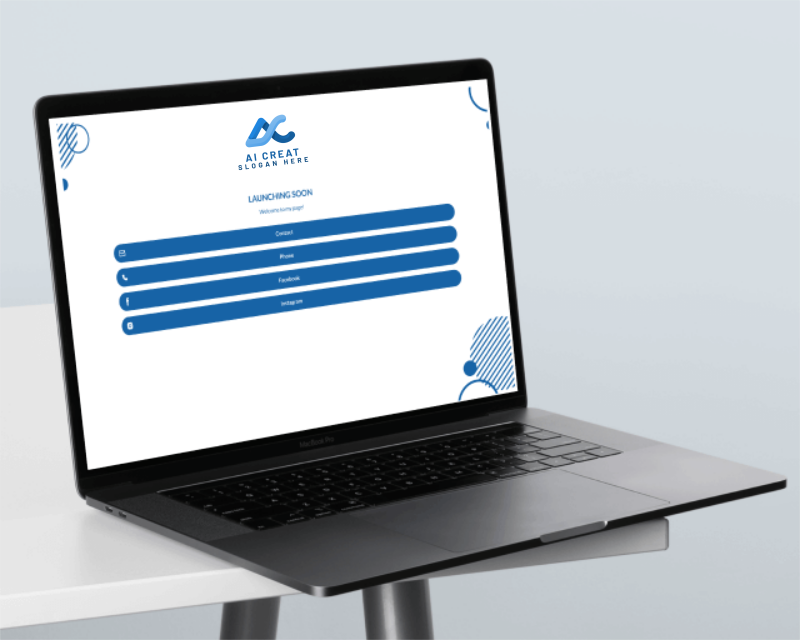 AI CREAT
SLOGAN HERE
LAUNCHING SOON
Welcome to my page!
Contact
Phone
Facebook
Instagram
MacBook Pro